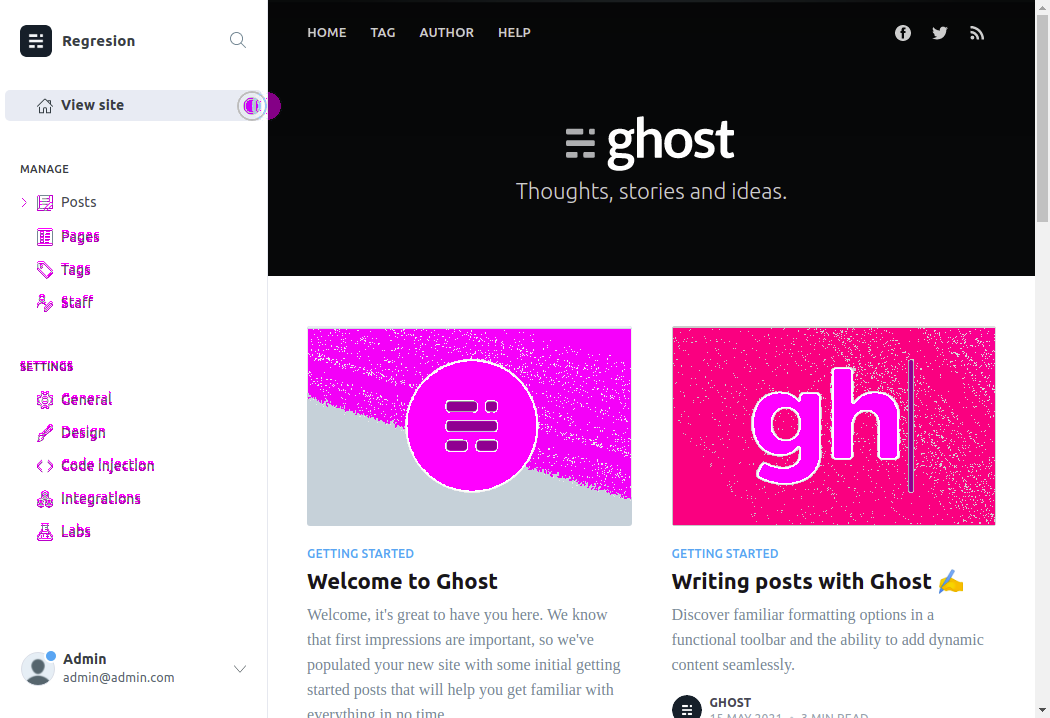 Regresion
View site
MANAGE
Posts
Pages
Tags
Staff
SETTINGS
General
Design
Code injection
Integrations
Labs
Admin
admin@admin.com
HOME TAG AUTHOR HELP
ghost
Thoughts, stories and ideas.
gh
GETTING STARTED
Welcome to Ghost
Welcome, it's great to have you here. We know
that first impressions are important, so we've
populated your new site with some initial getting
started posts that will help you get familiar with
everything in no time
GETTING STARTED
Writing posts with Ghost ✍️
Discover familiar formatting options in a
functional toolbar and the ability to add dynamic
content seamlessly.
GHOST
15 MAY 2021 • 3 MIN READ